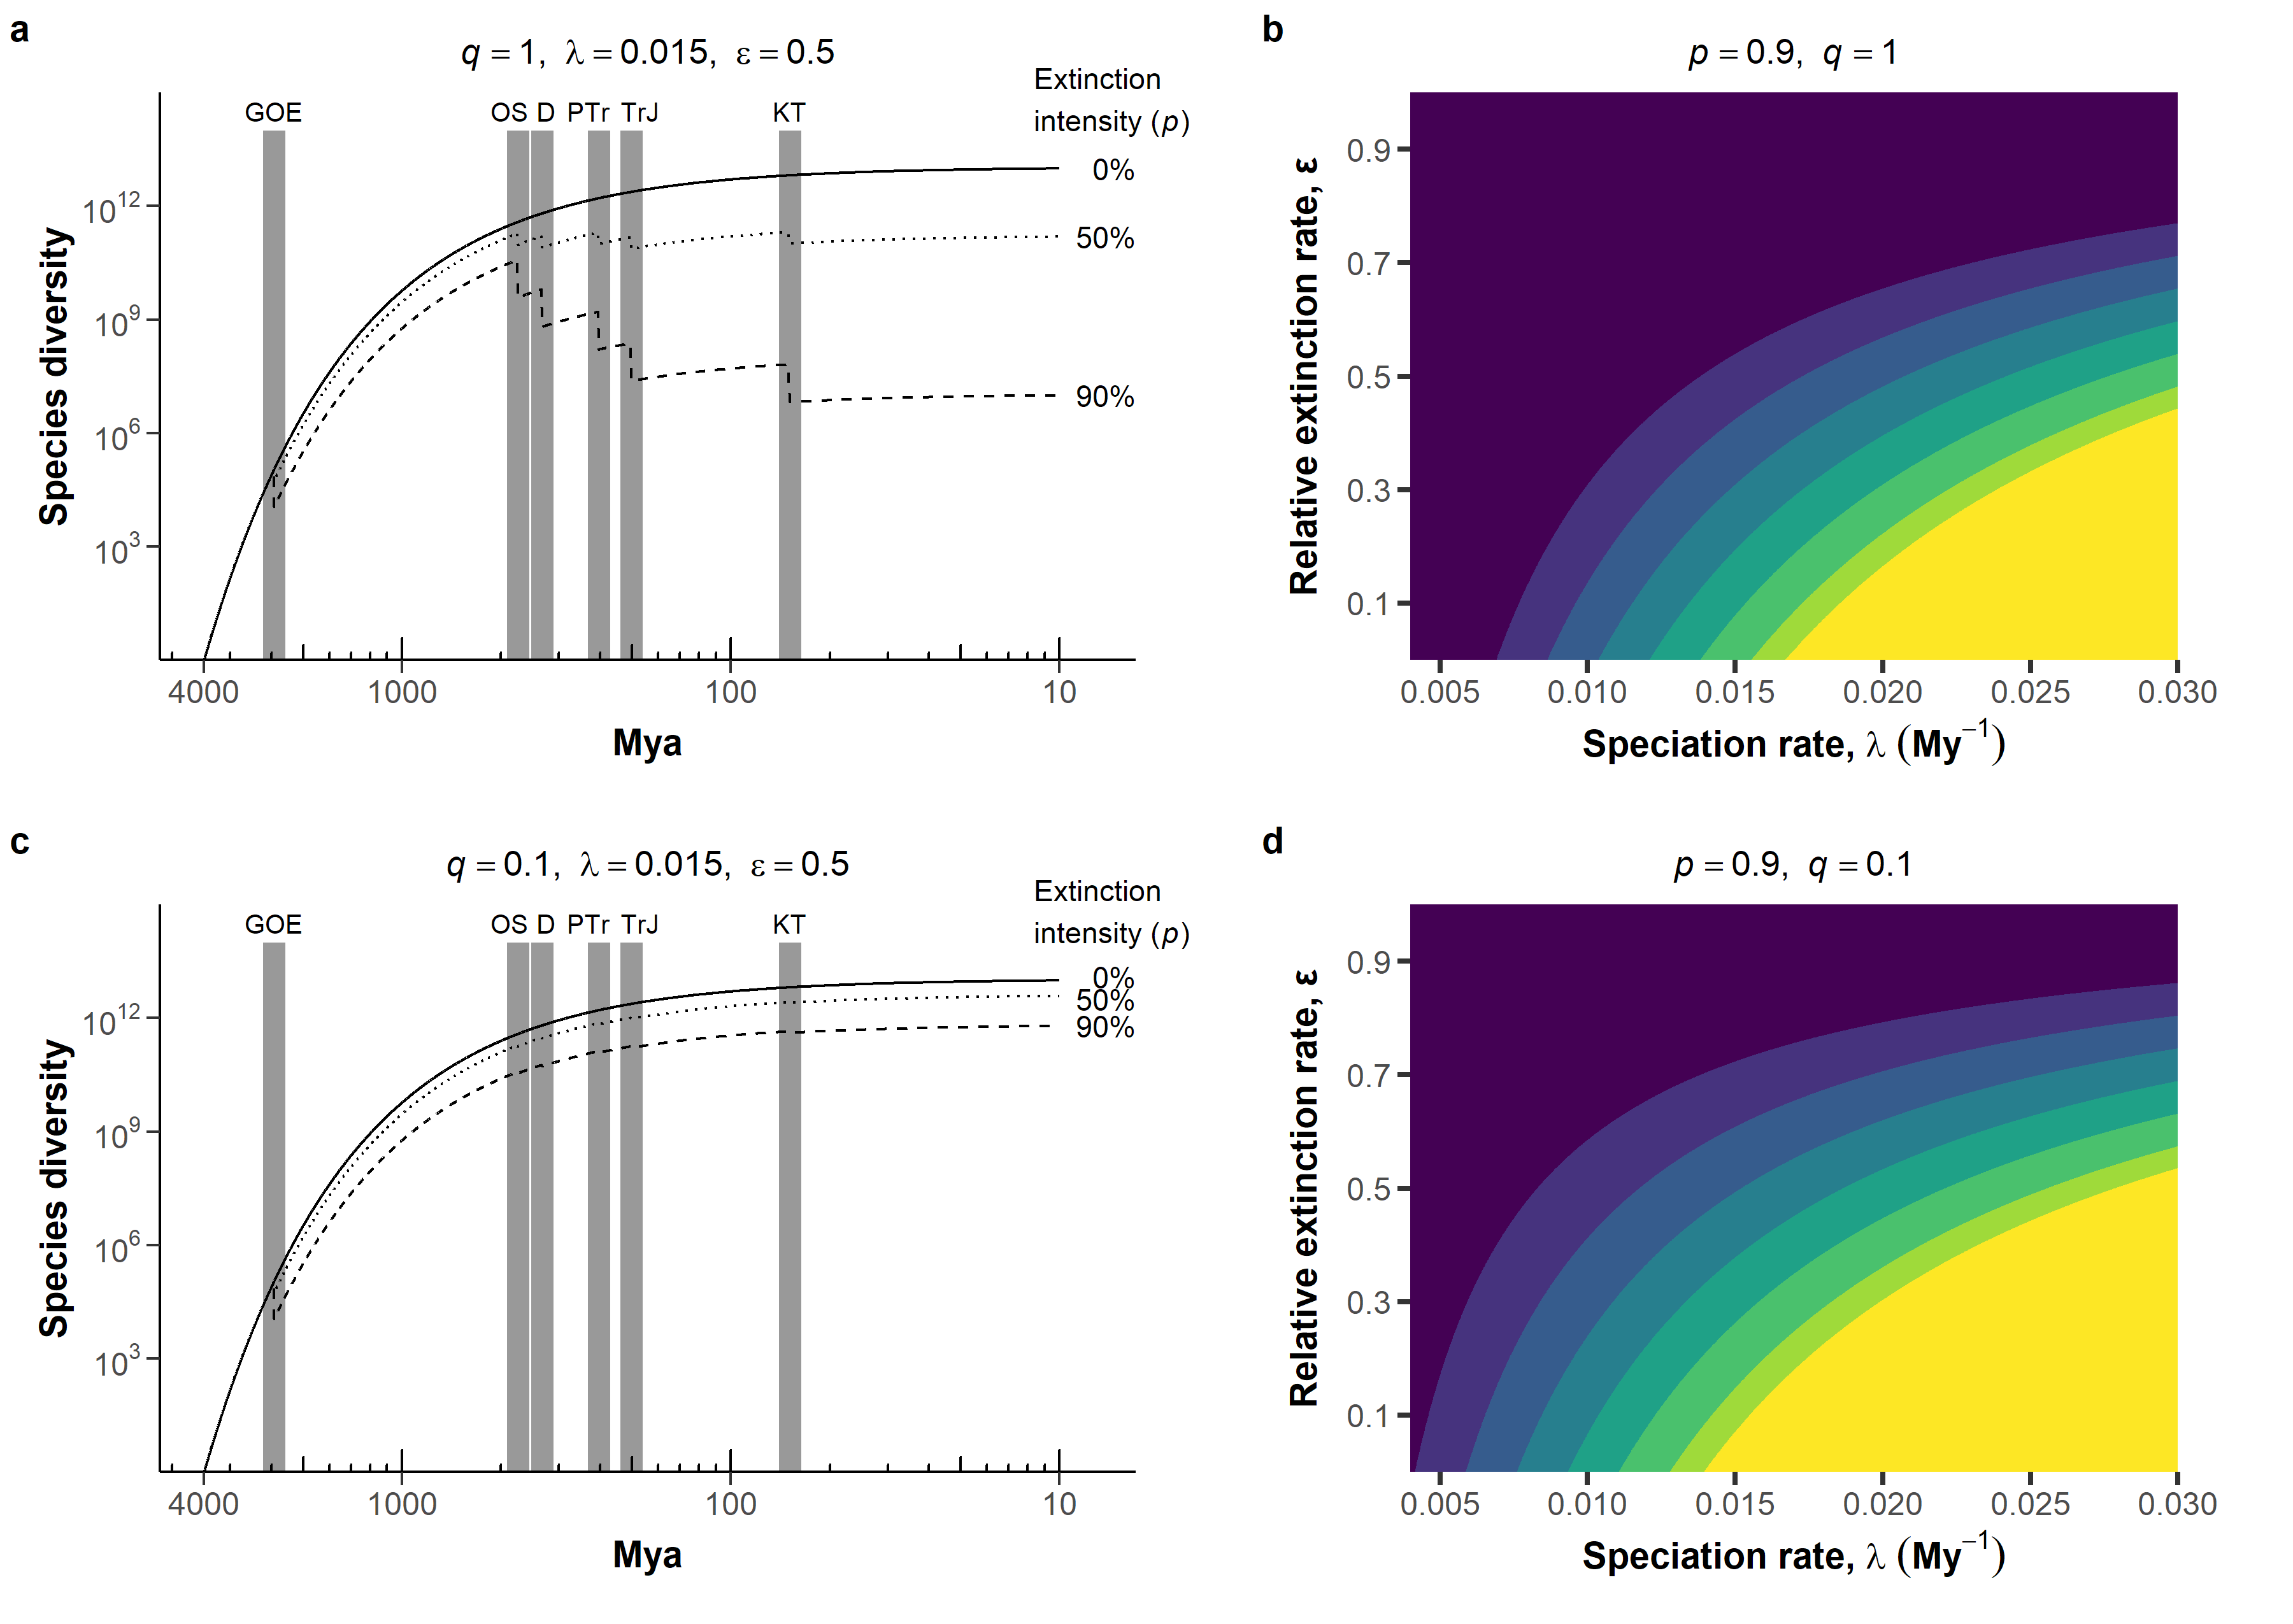 a
q = 1, λ = 0.015, ε = 0.5
Extinction
intensity (p)
GOE OS D PTr TrJ KT
0%
50%
90%
10^12
10^9
10^6
10^3
Species diversity
4000 1000 100 10
Mya
b
p = 0.9, q = 1
0.9
0.7
0.5
0.3
0.1
Relative extinction rate, ε
0.005 0.010 0.015 0.020 0.025 0.030
Speciation rate, λ (My^−1)
c
q = 0.1, λ = 0.015, ε = 0.5
Extinction
intensity (p)
GOE OS D PTr TrJ KT
0%
50%
90%
10^12
10^9
10^6
10^3
Species diversity
4000 1000 100 10
Mya
d
p = 0.9, q = 0.1
0.9
0.7
0.5
0.3
0.1
Relative extinction rate, ε
0.005 0.010 0.015 0.020 0.025 0.030
Speciation rate, λ (My^−1)